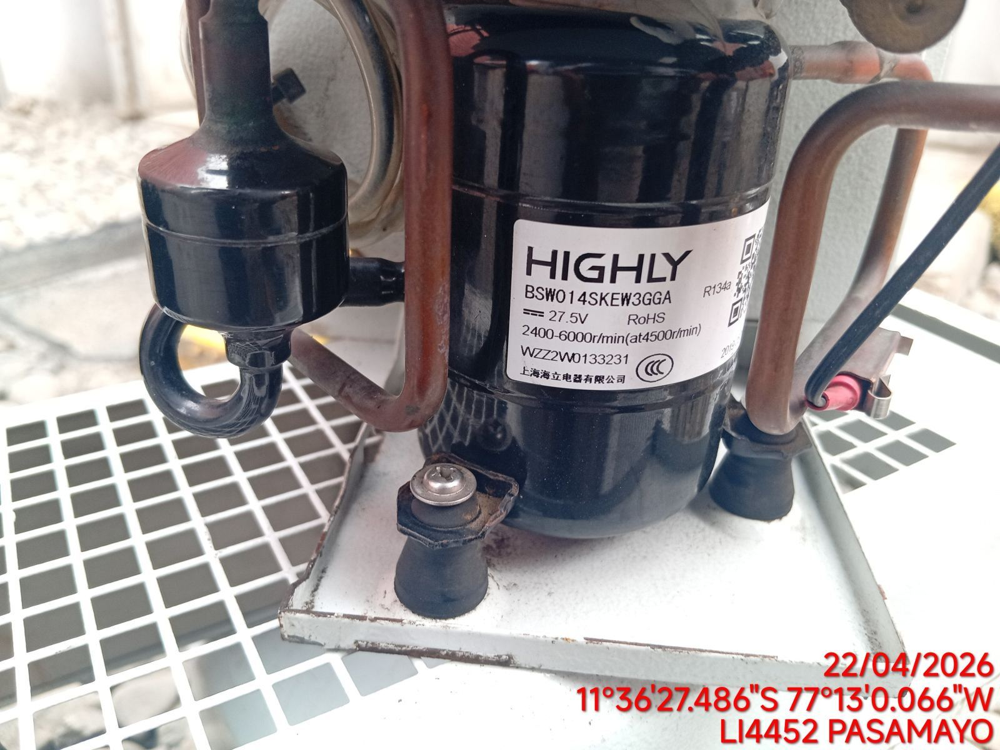 HIGHLY
BSW014SKEW3GGA
R134a
27.5V RoHS
2400-6000r/min(at4500r/min)
WZZ2W0133231
上海海立电器有限公司
22/04/2026
11°36'27.486"S 77°13'0.066"W
LI4452 PASAMAYO